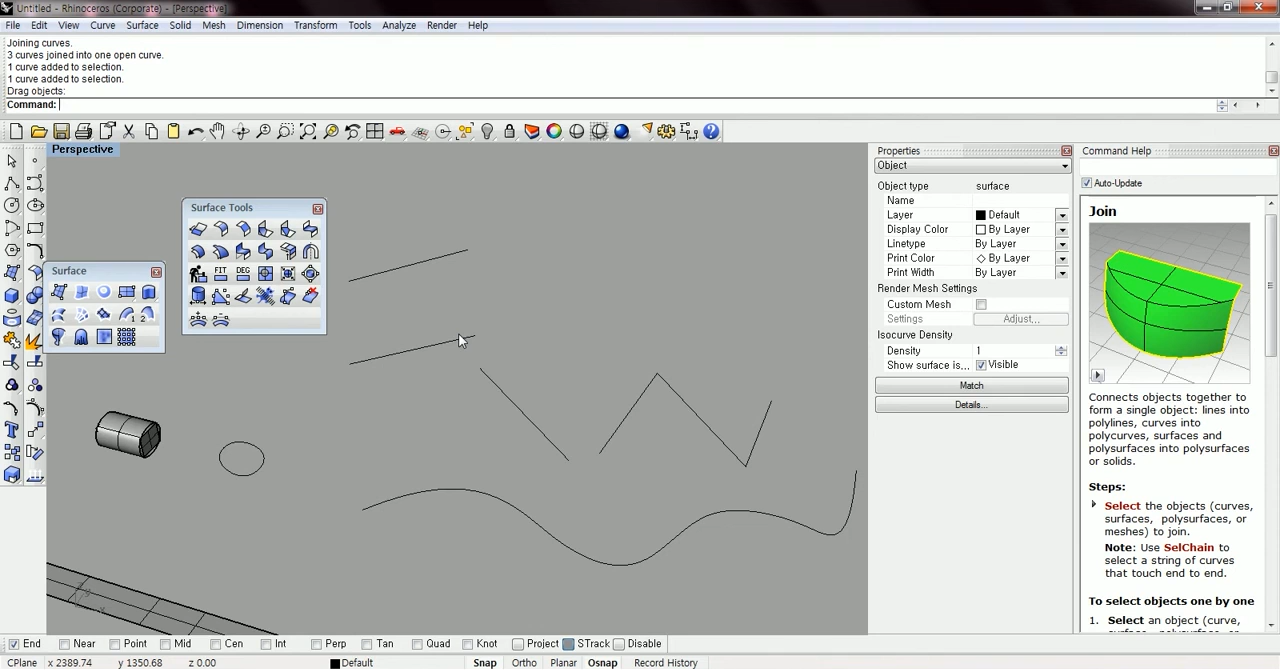 Untitled - Rhinoceros (Corporate) - [Perspective]
File Edit View Curve Surface Solid Mesh Dimension Transform Tools Analyze Render Help
Joining curves.
3 curves joined into one open curve.
1 curve added to selection.
1 curve added to selection.
Drag objects:
Command:
Perspective
Surface Tools
FIT DEG
Surface
1 2
Properties
Object
Object type surface
Name
Layer Default
Display Color By Layer
Linetype By Layer
Print Color By Layer
Print Width By Layer
Render Mesh Settings
Custom Mesh
Settings Adjust...
Isocurve Density
Density 1
Show surface is... Visible
Match
Details...
Command Help
Auto-Update
Join
Connects objects together to
form a single object: lines into
polylines, curves into
polycurves, surfaces and
polysurfaces into polysurfaces
or solids.
Steps:
Select the objects (curves,
surfaces, polysurfaces, or
meshes) to join.
Note: Use SelChain to
select a string of curves
that touch end to end.
To select objects one by one
1. Select an object (curve,
End Near Point Mid Cen Int Perp Tan Quad Knot Project STrack Disable
CPlane x 2389.74 y 1350.68 z 0.00 Default Snap Ortho Planar Osnap Record History